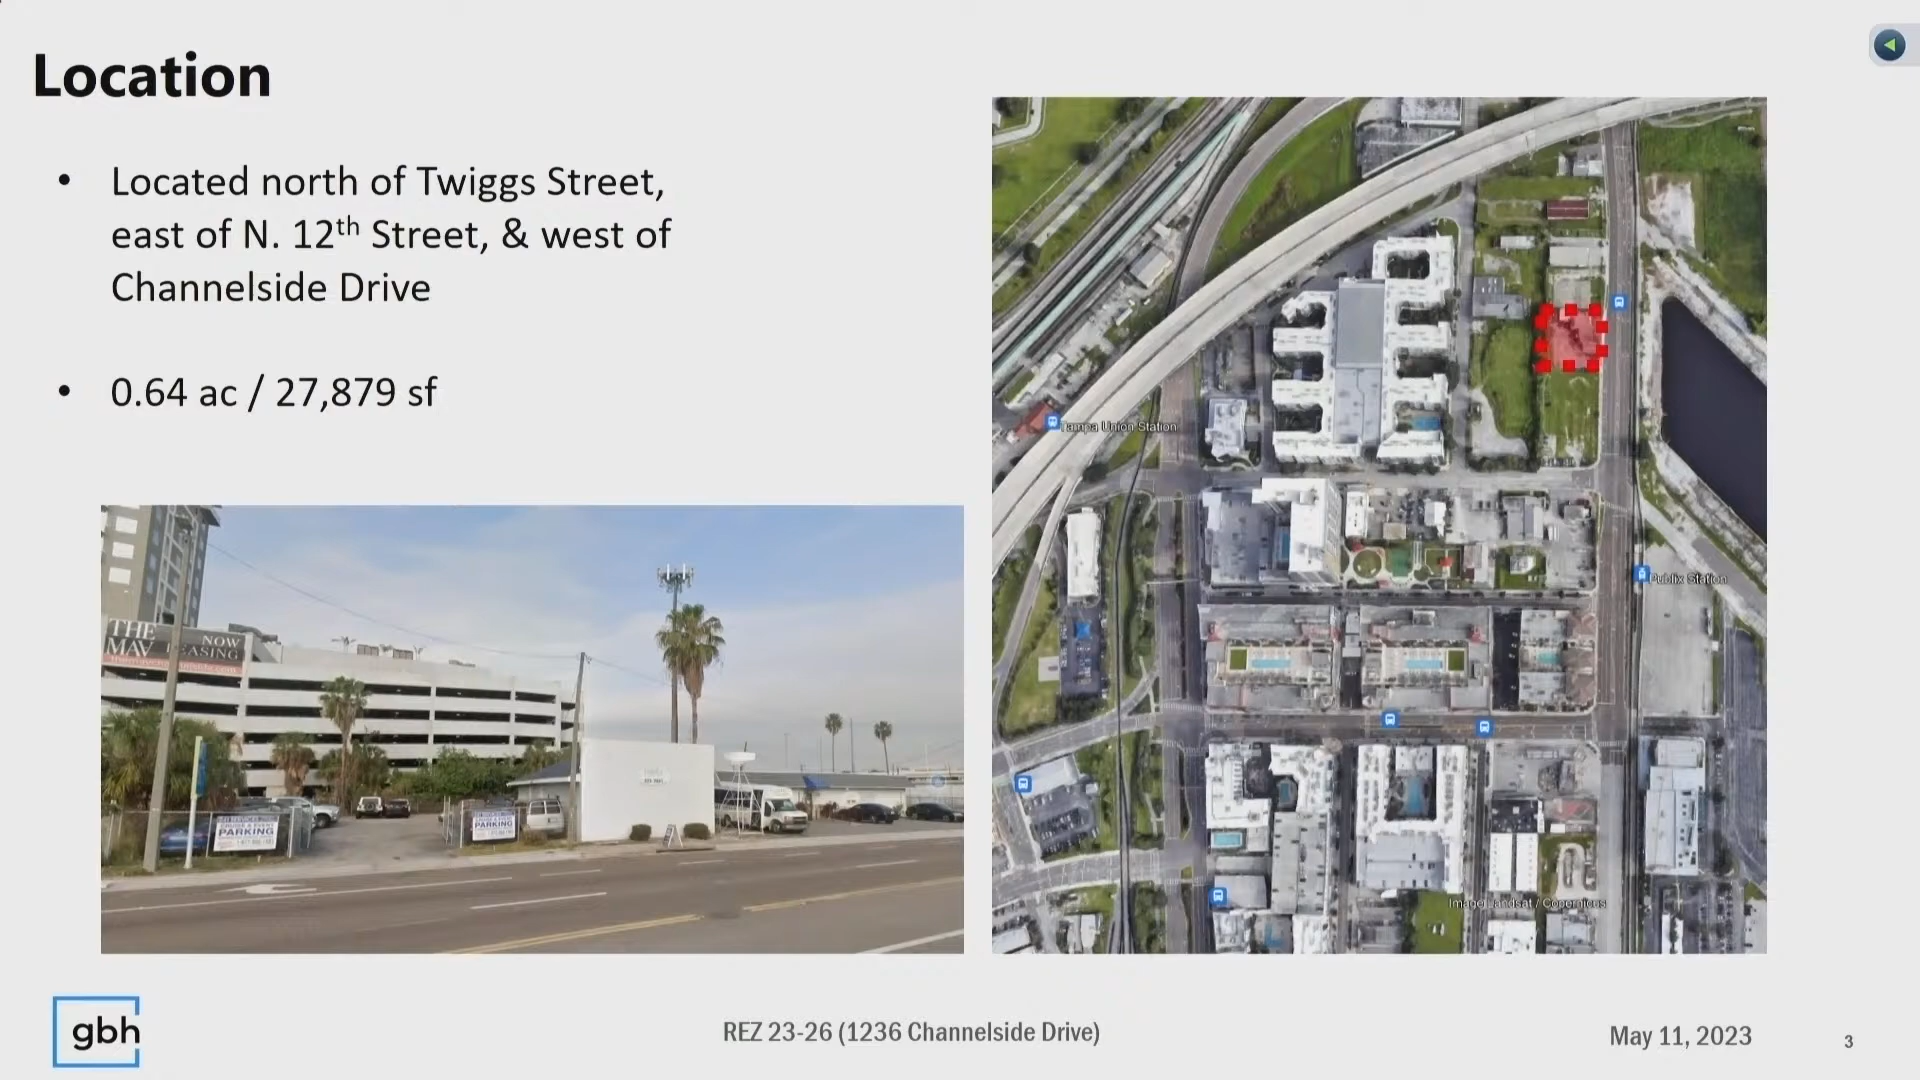 Location
• Located north of Twiggs Street,
east of N. 12th Street, & west of
Channelside Drive
• 0.64 ac / 27,879 sf
THE
MAV
NOW
LEASING
PARKING
PARKING
Tampa Union Station
Publix Station
Image Landsat / Copernicus
gbh
REZ 23-26 (1236 Channelside Drive)
May 11, 2023
3